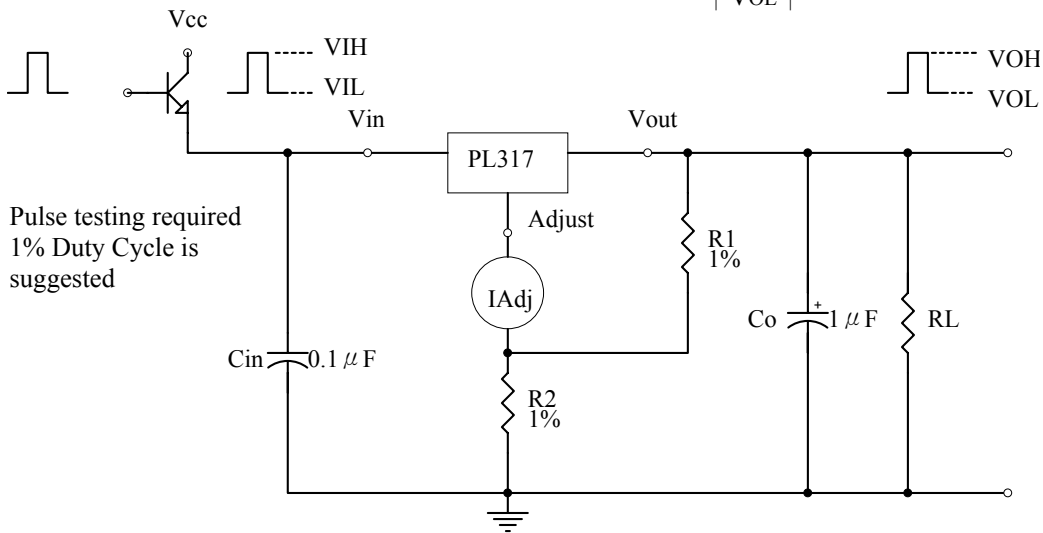 VOL
Vcc
VIH
VIL
VOH
VOL
Vin
Vout
PL317
Adjust
Pulse testing required
1% Duty Cycle is
suggested
R1
1%
IAdj
Co
+
1 μF
RL
Cin
0.1 μF
R2
1%